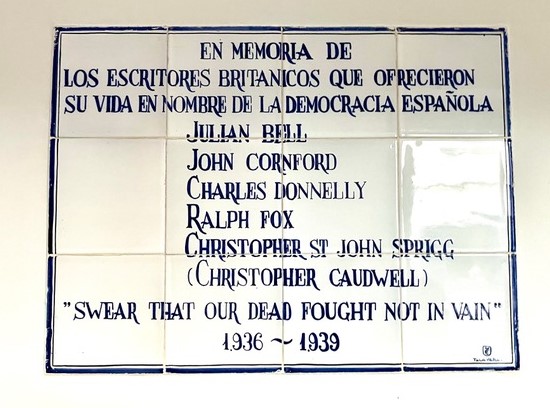 EN MEMORIA DE
LOS ESCRITORES BRITANICOS QUE OFRECIERON
SU VIDA EN NOMBRE DE LA DEMOCRACIA ESPAÑOLA
JULIAN BELL
JOHN CORNFORD
CHARLES DONNELLY
RALPH FOX
CHRISTOPHER ST JOHN SPRIGG
(CHRISTOPHER CAUDWELL)
"SWEAR THAT OUR DEAD FOUGHT NOT IN VAIN"
1936 ~ 1939